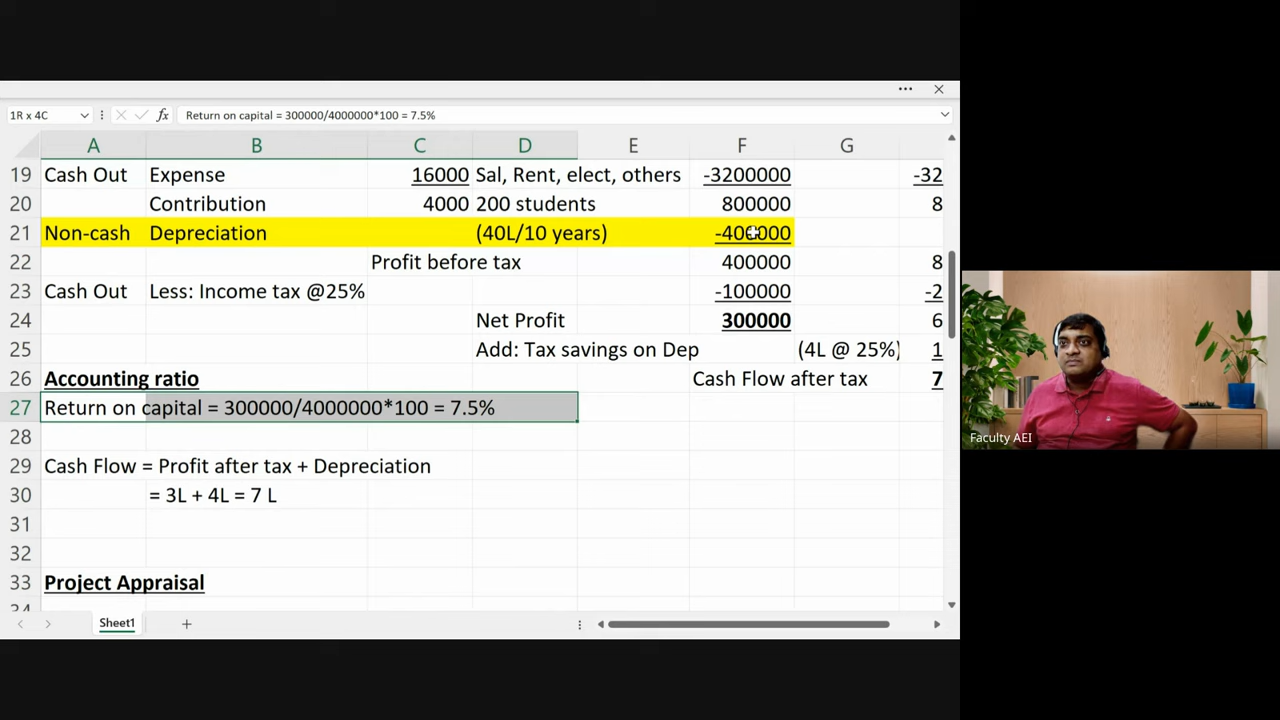 1R x 4C fx Return on capital = 300000/4000000*100 = 7.5%
A B C D E F G
19 Cash Out Expense 16000 Sal, Rent, elect, others -3200000 -32
20 Contribution 4000 200 students 800000 8
21 Non-cash Depreciation (40L/10 years) -400000
22 Profit before tax 400000 8
23 Cash Out Less: Income tax @25% -100000 -2
24 Net Profit 300000 6
25 Add: Tax savings on Dep (4L @ 25%) 1
26 Accounting ratio Cash Flow after tax 7
27 Return on capital = 300000/4000000*100 = 7.5%
28
29 Cash Flow = Profit after tax + Depreciation
30 = 3L + 4L = 7 L
31
32
33 Project Appraisal
34
Sheet1
Faculty AEI